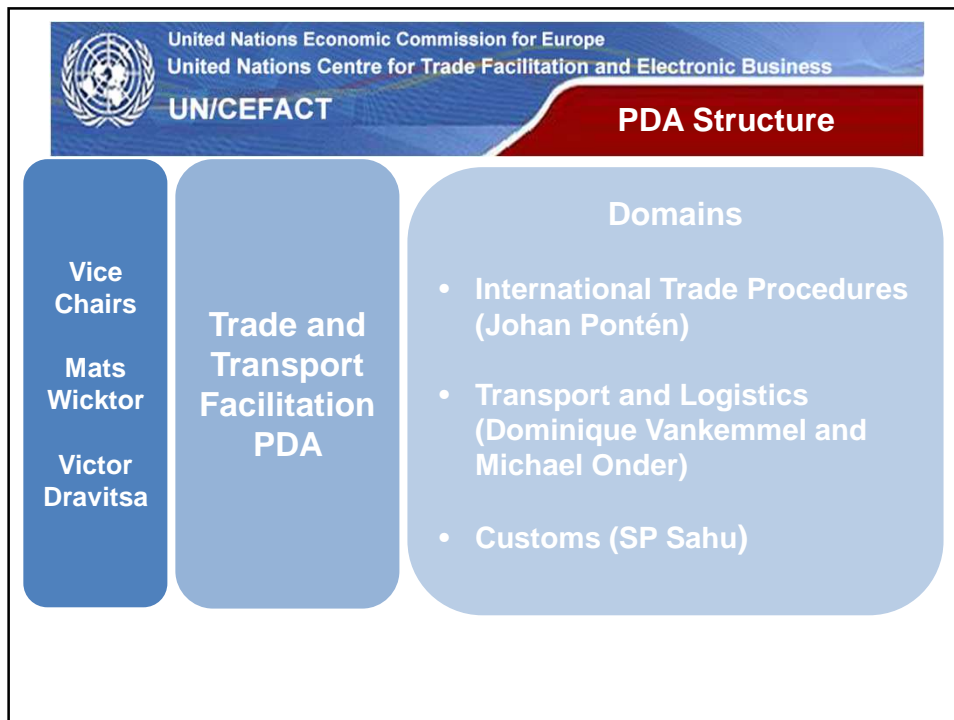 United Nations Economic Commission for Europe
United Nations Centre for Trade Facilitation and Electronic Business
UN/CEFACT
PDA Structure
Vice
Chairs
Mats
Wicktor
Victor
Dravitsa
Trade and
Transport
Facilitation
PDA
Domains
• International Trade Procedures
(Johan Pontén)
• Transport and Logistics
(Dominique Vankemmel and
Michael Onder)
• Customs (SP Sahu)